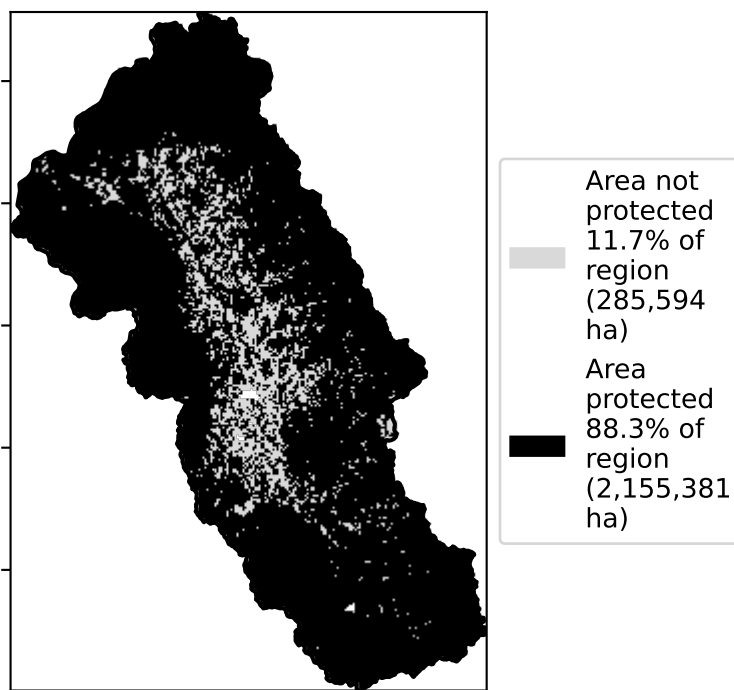 Area not
protected
11.7% of
region
(285,594
ha)
Area
protected
88.3% of
region
(2,155,381
ha)